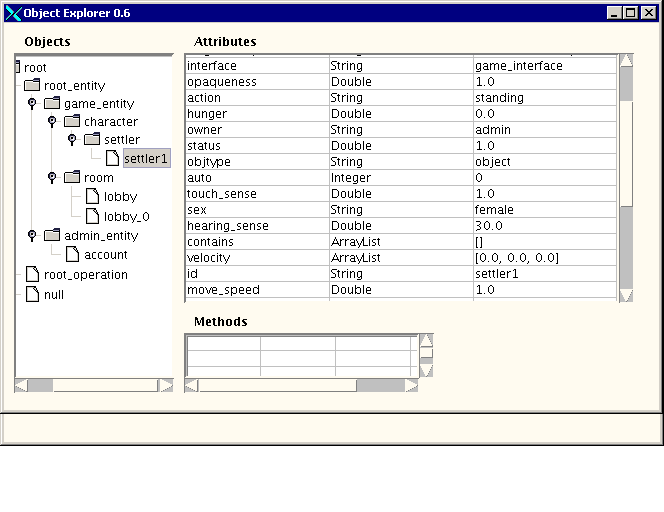 Object Explorer 0.6
Objects
root
root_entity
game_entity
character
settler
settler1
room
lobby
lobby_0
admin_entity
account
root_operation
null
Attributes
interface String game_interface
opaqueness Double 1.0
action String standing
hunger Double 0.0
owner String admin
status Double 1.0
objtype String object
auto Integer 0
touch_sense Double 1.0
sex String female
hearing_sense Double 30.0
contains ArrayList []
velocity ArrayList [0.0, 0.0, 0.0]
id String settler1
move_speed Double 1.0
Methods